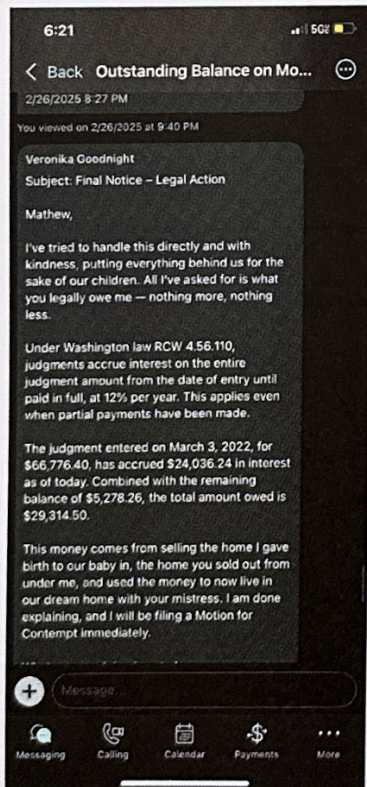 6:21
5G
Back Outstanding Balance on Mo...
2/26/2025 8:27 PM
You viewed on 2/26/2025 at 9:40 PM
Veronika Goodnight
Subject: Final Notice – Legal Action
Mathew,
I've tried to handle this directly and with
kindness, putting everything behind us for the
sake of our children. All I've asked for is what
you legally owe me — nothing more, nothing
less.
Under Washington law RCW 4.56.110,
judgments accrue interest on the entire
judgment amount from the date of entry until
paid in full, at 12% per year. This applies even
when partial payments have been made.
The judgment entered on March 3, 2022, for
$66,776.40, has accrued $24,036.24 in interest
as of today. Combined with the remaining
balance of $5,278.26, the total amount owed is
$29,314.50.
This money comes from selling the home I gave
birth to our baby in, the home you sold out from
under me, and used the money to now live in
our dream home with your mistress. I am done
explaining, and I will be filing a Motion for
Contempt immediately.
Message...
Messaging Calling Calendar Payments More